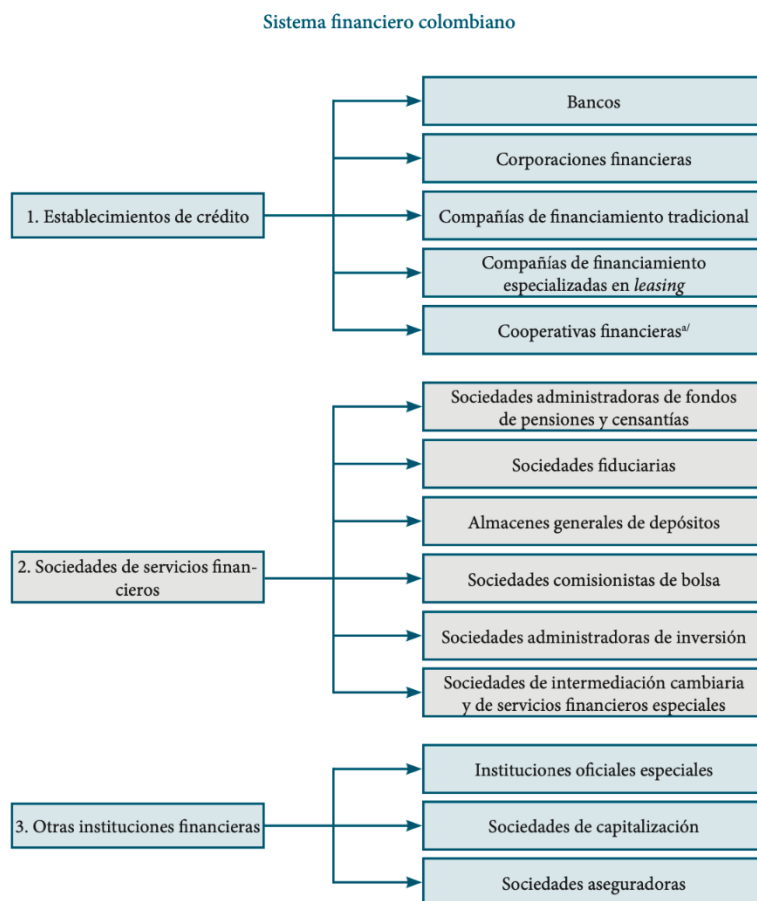 Sistema financiero colombiano
Bancos
Corporaciones financieras
1. Establecimientos de crédito
Compañías de financiamiento tradicional
Compañías de financiamiento
especializadas en leasing
Cooperativas financierasa/
Sociedades administradoras de fondos
de pensiones y censantías
Sociedades fiduciarias
Almacenes generales de depósitos
2. Sociedades de servicios finan-
cieros
Sociedades comisionistas de bolsa
Sociedades administradoras de inversión
Sociedades de intermediación cambiaria
y de servicios financieros especiales
Instituciones oficiales especiales
3. Otras instituciones financieras
Sociedades de capitalización
Sociedades aseguradoras